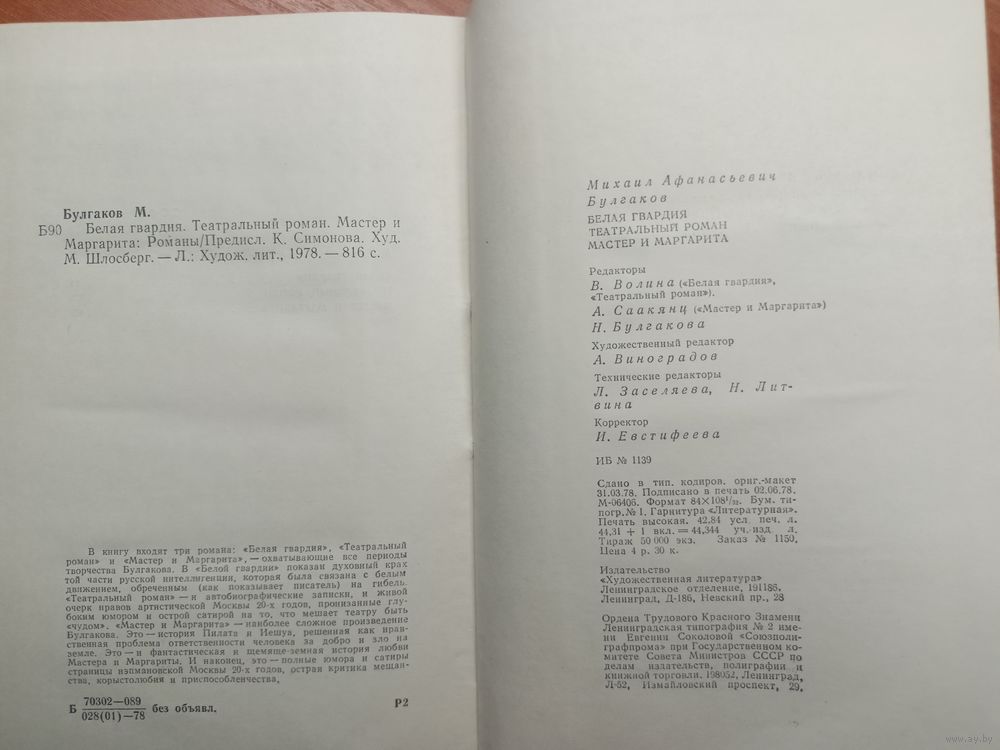 Булгаков М.
Б90 Белая гвардия. Театральный роман. Мастер и
Маргарита: Романы/Предисл. К. Симонова. Худ.
М. Шлосберг. — Л.: Худож. лит., 1978. — 816 с.
В книгу входят три романа: «Белая гвардия», «Театральный
роман» и «Мастер и Маргарита», — охватывающие все периоды
творчества Булгакова. В «Белой гвардии» показан духовный крах
той части русской интеллигенции, которая была связана с белым
движением, обреченным (как показывает писатель) на гибель.
«Театральный роман» — и автобиографические записки, и живой
очерк нравов артистической Москвы 20-х годов, пронизанные глу-
боким юмором и острой сатирой на то, что мешает театру быть
«чудом». «Мастер и Маргарита» — наиболее сложное произведение
Булгакова. Это — история Пилата и Иешуа, решенная как нрав-
ственная проблема ответственности человека за добро и зло на
земле. Это — и фантастическая и щемяще-земная история любви
Мастера и Маргариты. И наконец, это — полные юмора и сатиры
страницы нэпмановской Москвы 20-х годов, острая критика мещан-
ства, корыстолюбия и приспособленчества.
Б 70302—089
028(01)—78 без объявл. Р2
Михаил Афанасьевич
Булгаков
БЕЛАЯ ГВАРДИЯ
ТЕАТРАЛЬНЫЙ РОМАН
МАСТЕР И МАРГАРИТА
Редакторы
В. Волина («Белая гвардия»,
«Театральный роман»).
А. Саакянц («Мастер и Маргарита»)
Н. Булгакова
Художественный редактор
А. Виноградов
Технические редакторы
Л. Заселяева, Н. Лит-
вина
Корректор
И. Евстифеева
ИБ № 1139
Сдано в тип. кодиров. ориг.-макет
31.03.78. Подписано в печать 02.06.78.
М-06406. Формат 84×108¹/₃₂. Бум. ти-
погр. № 1. Гарнитура «Литературная».
Печать высокая. 42,84 усл. печ. л.
44,31 + 1 вкл. = 44,344 уч. изд. л.
Тираж 50 000 экз. Заказ № 1150.
Цена 4 р. 30 к.
Издательство
«Художественная литература»
Ленинградское отделение, 191186,
Ленинград, Д-186, Невский пр., 28
Ордена Трудового Красного Знамени
Ленинградская типография № 2 име-
ни Евгении Соколовой «Союзполи-
графпрома» при Государственном ко-
митете Совета Министров СССР по
делам издательств, полиграфии и
книжной торговли. 198052, Ленинград,
Л-52, Измайловский проспект, 29.
www.ay.by